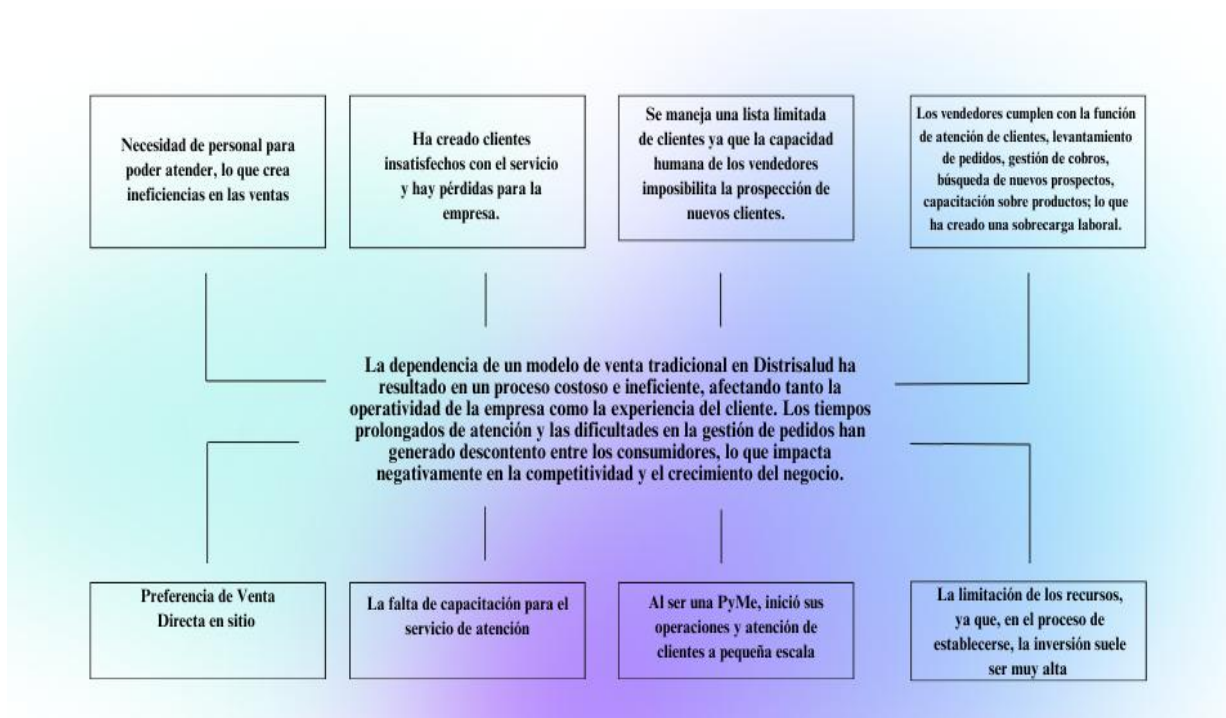 Necesidad de personal para
poder atender, lo que crea
ineficiencias en las ventas
Ha creado clientes
insatisfechos con el servicio
y hay pérdidas para la
empresa.
Se maneja una lista limitada
de clientes ya que la capacidad
humana de los vendedores
imposibilita la prospección de
nuevos clientes.
Los vendedores cumplen con la función
de atención de clientes, levantamiento
de pedidos, gestión de cobros,
búsqueda de nuevos prospectos,
capacitación sobre productos; lo que
ha creado una sobrecarga laboral.
La dependencia de un modelo de venta tradicional en Distrisalud ha
resultado en un proceso costoso e ineficiente, afectando tanto la
operatividad de la empresa como la experiencia del cliente. Los tiempos
prolongados de atención y las dificultades en la gestión de pedidos han
generado descontento entre los consumidores, lo que impacta
negativamente en la competitividad y el crecimiento del negocio.
Preferencia de Venta
Directa en sitio
La falta de capacitación para el
servicio de atención
Al ser una PyMe, inició sus
operaciones y atención de
clientes a pequeña escala
La limitación de los recursos,
ya que, en el proceso de
establecerse, la inversión suele
ser muy alta